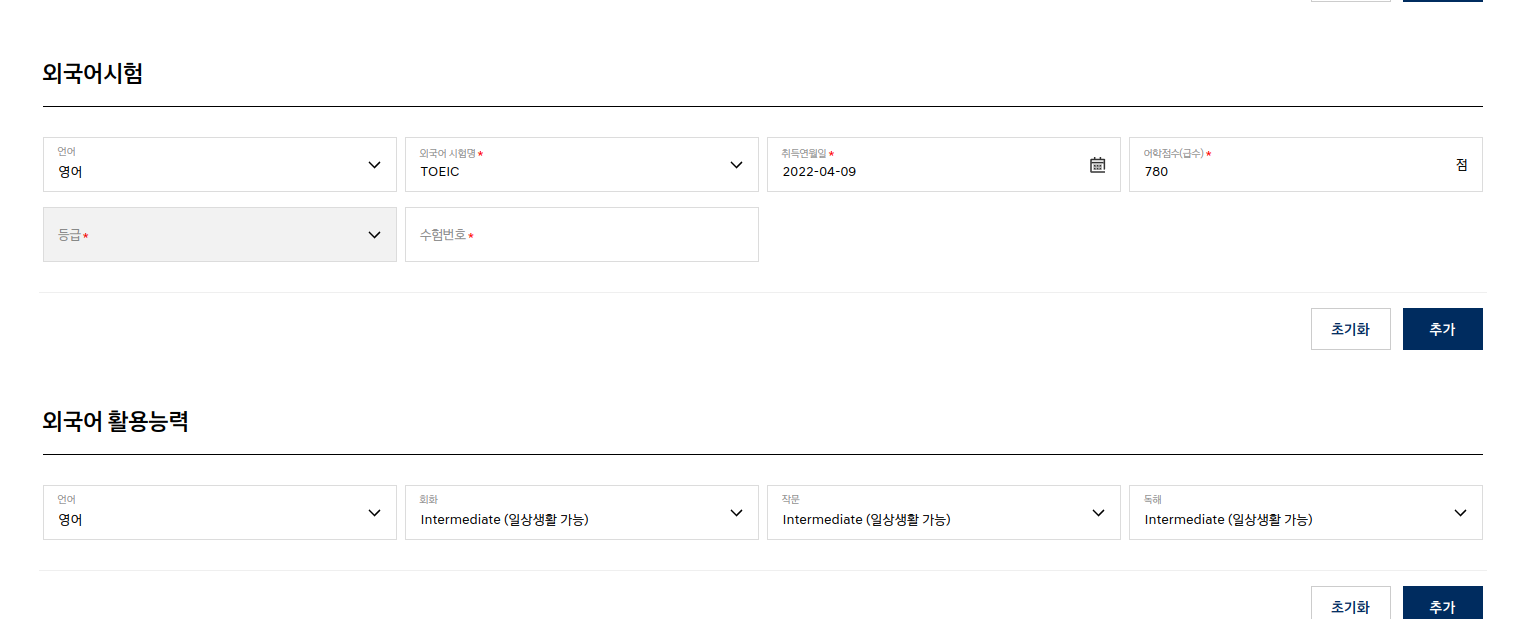 외국어시험
언어 외국어 시험명 * 취득연월일 * 어학점수(급수) *
영어 TOEIC 2022-04-09 780 점
등급 * 수험번호 *
초기화 추가
외국어 활용능력
언어 회화 작문 독해
영어 Intermediate (일상생활 가능) Intermediate (일상생활 가능) Intermediate (일상생활 가능)
초기화 추가